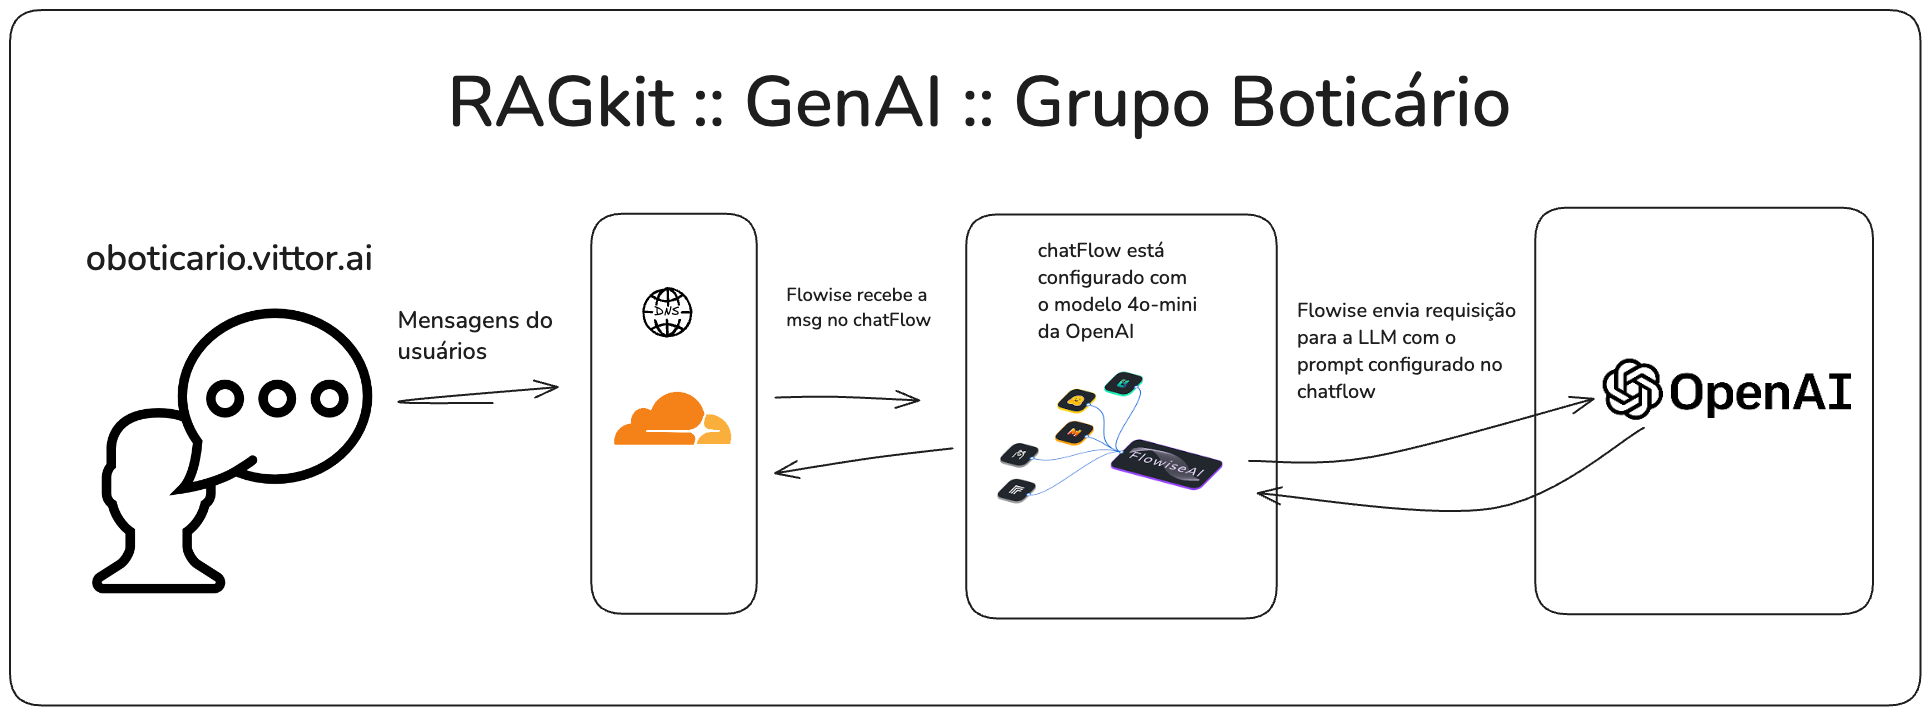 RAGkit :: GenAI :: Grupo Boticário
oboticario.vittor.ai
Mensagens do
usuários
DNS
Flowise recebe a
msg no chatFlow
chatFlow está
configurado com
o modelo 4o-mini
da OpenAI
FlowiseAI
Flowise envia requisição
para a LLM com o
prompt configurado no
chatflow
OpenAI